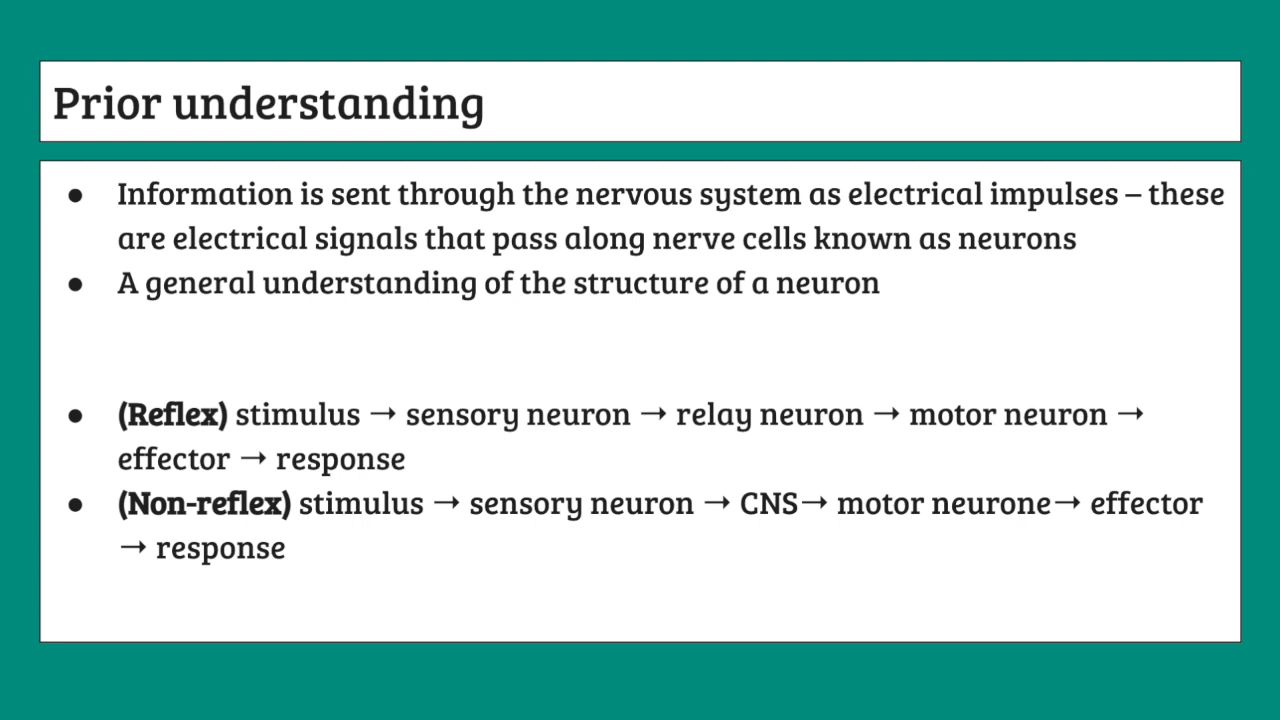 Prior understanding
● Information is sent through the nervous system as electrical impulses – these
are electrical signals that pass along nerve cells known as neurons
● A general understanding of the structure of a neuron
● (Reflex) stimulus → sensory neuron → relay neuron → motor neuron →
effector → response
● (Non-reflex) stimulus → sensory neuron → CNS→ motor neurone→ effector
→ response